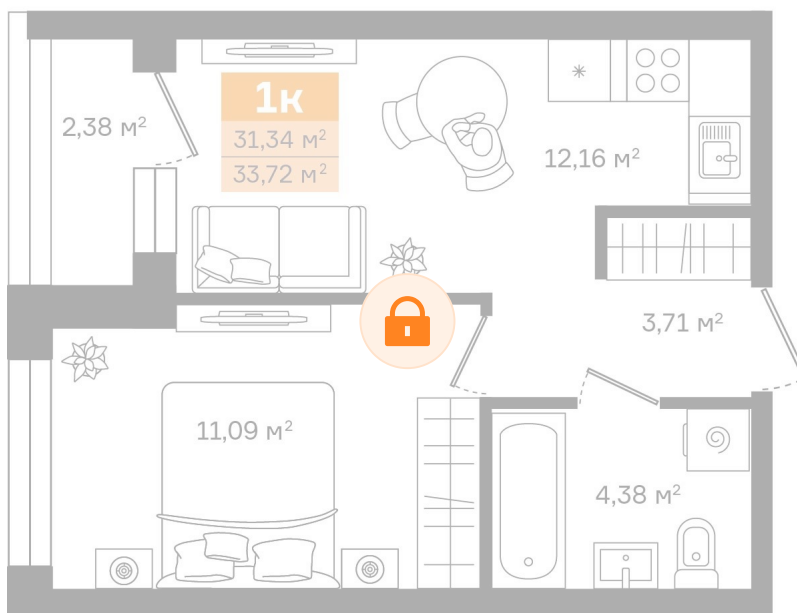 2,38 м²
1к
31,34 м²
33,72 м²
12,16 м²
3,71 м²
11,09 м²
4,38 м²